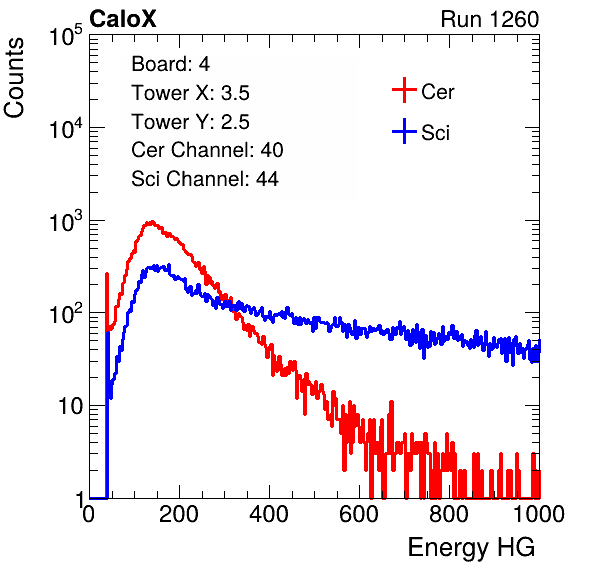 CaloX Run 1260
10^5
Counts
Board: 4
Tower X: 3.5
Tower Y: 2.5
Cer Channel: 40
Sci Channel: 44
Cer
Sci
10^4
10^3
10^2
10
1
0 200 400 600 800 1000
Energy HG